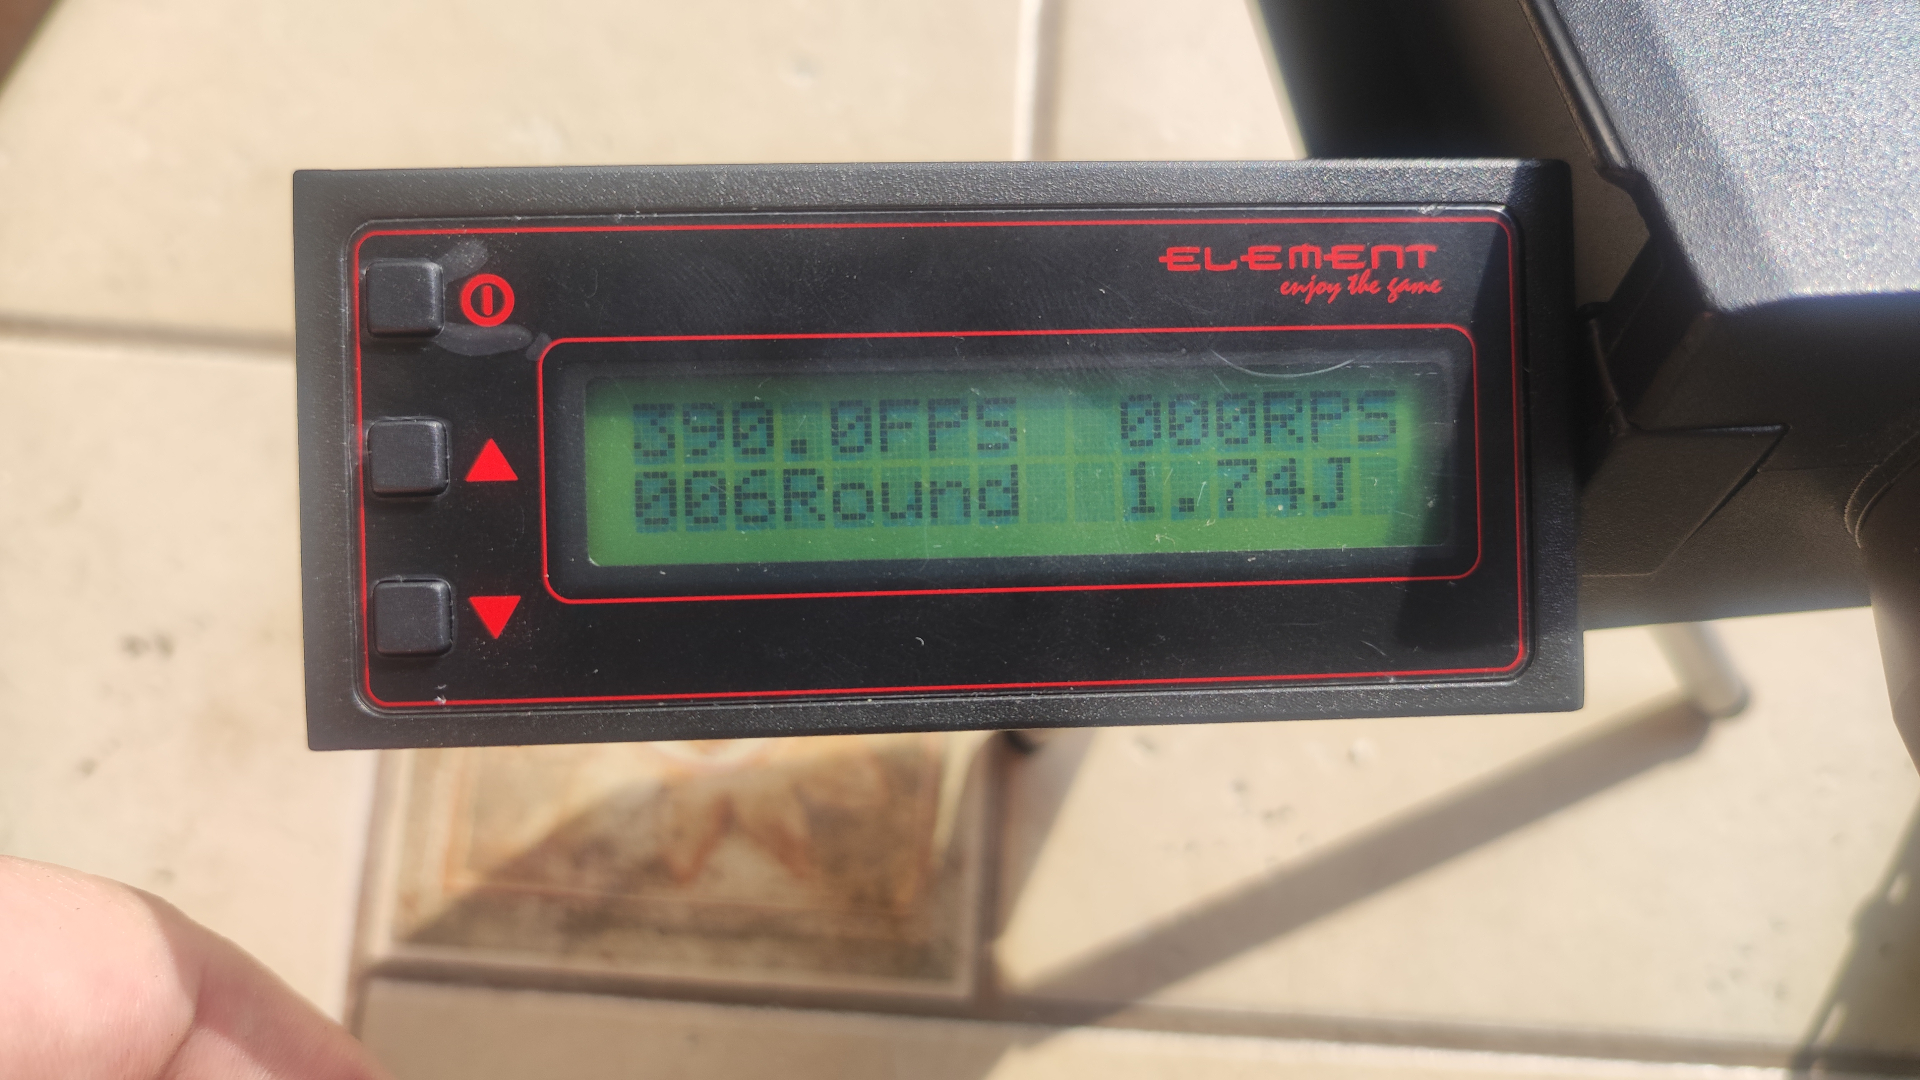 ELEMENT
enjoy the game
390.0FPS 000RPS
006Round 1.74J